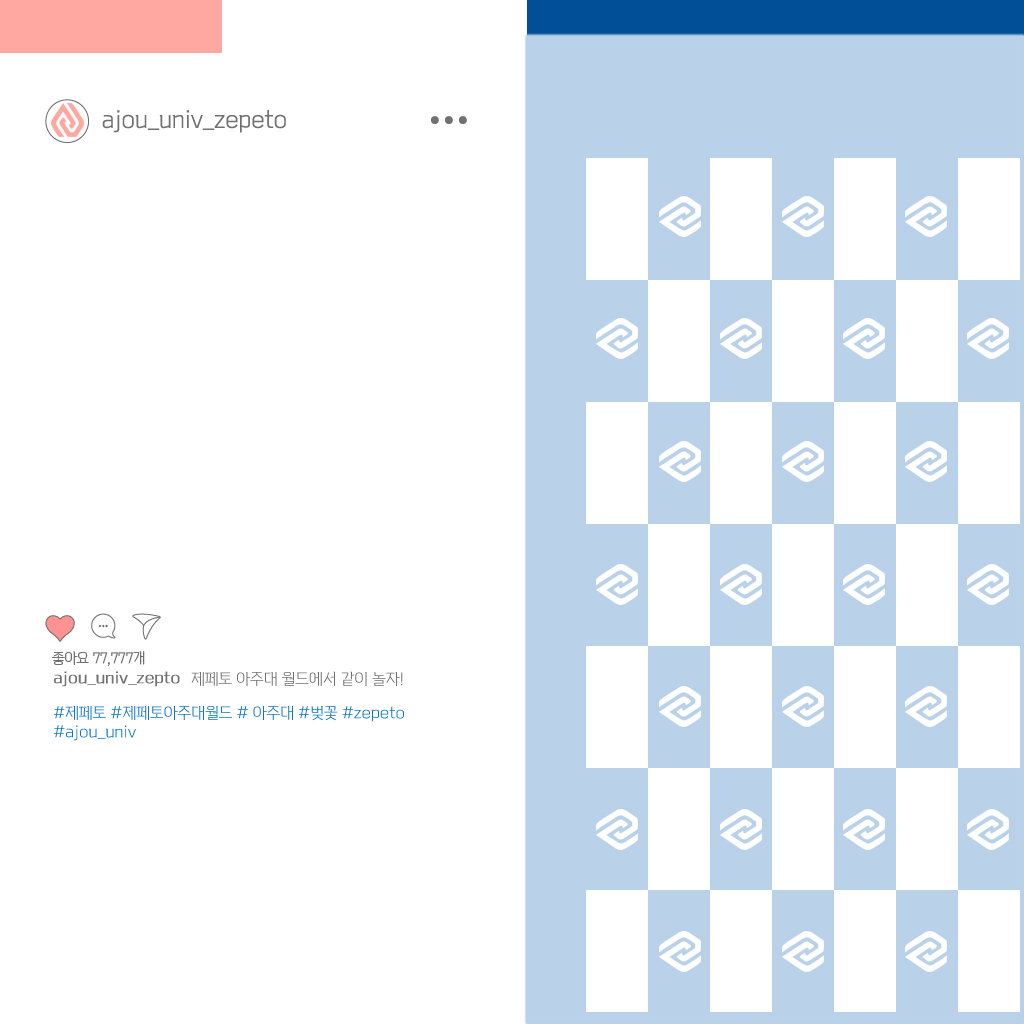 ajou_univ_zepeto
좋아요 77,777개
ajou_univ_zepto 제페토 아주대 월드에서 같이 놀자!
#제페토 #제페토아주대월드 # 아주대 #벚꽃 #zepeto
#ajou_univ